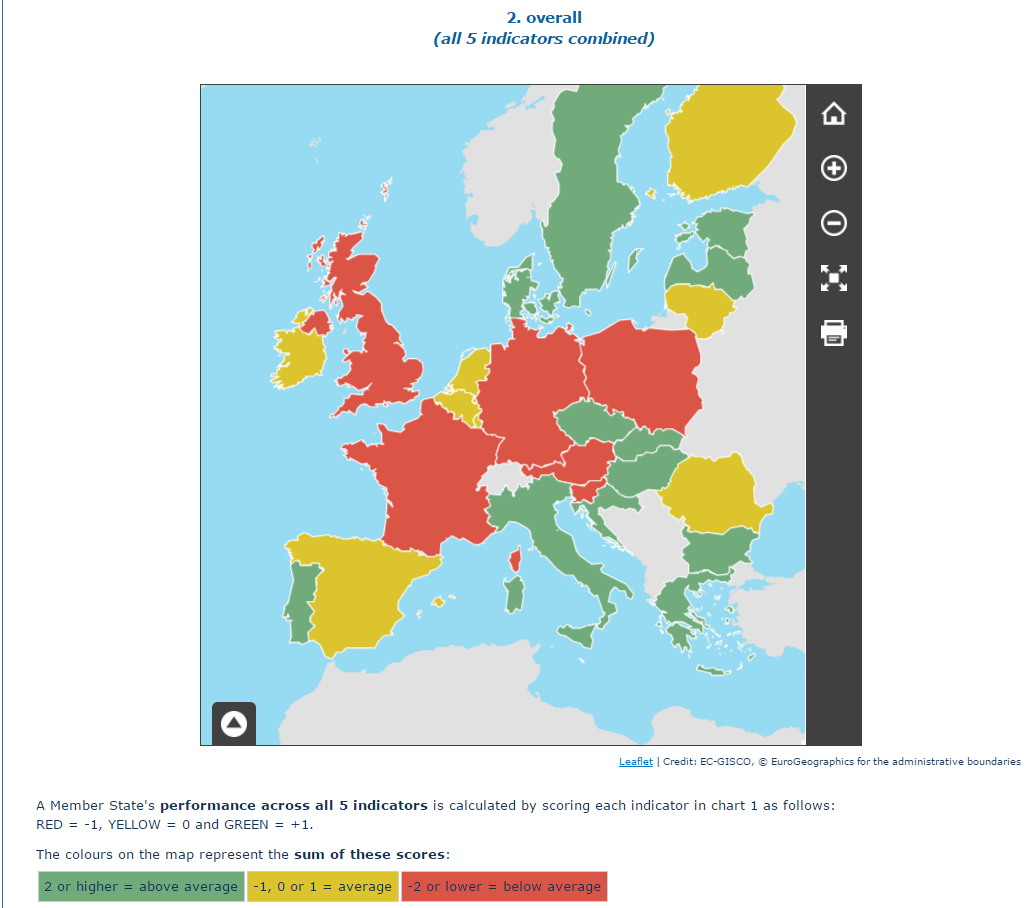 2. overall
(all 5 indicators combined)
Leaflet | Credit: EC-GISCO, © EuroGeographics for the administrative boundaries
A Member State's performance across all 5 indicators is calculated by scoring each indicator in chart 1 as follows:
RED = -1, YELLOW = 0 and GREEN = +1.
The colours on the map represent the sum of these scores:
2 or higher = above average -1, 0 or 1 = average -2 or lower = below average